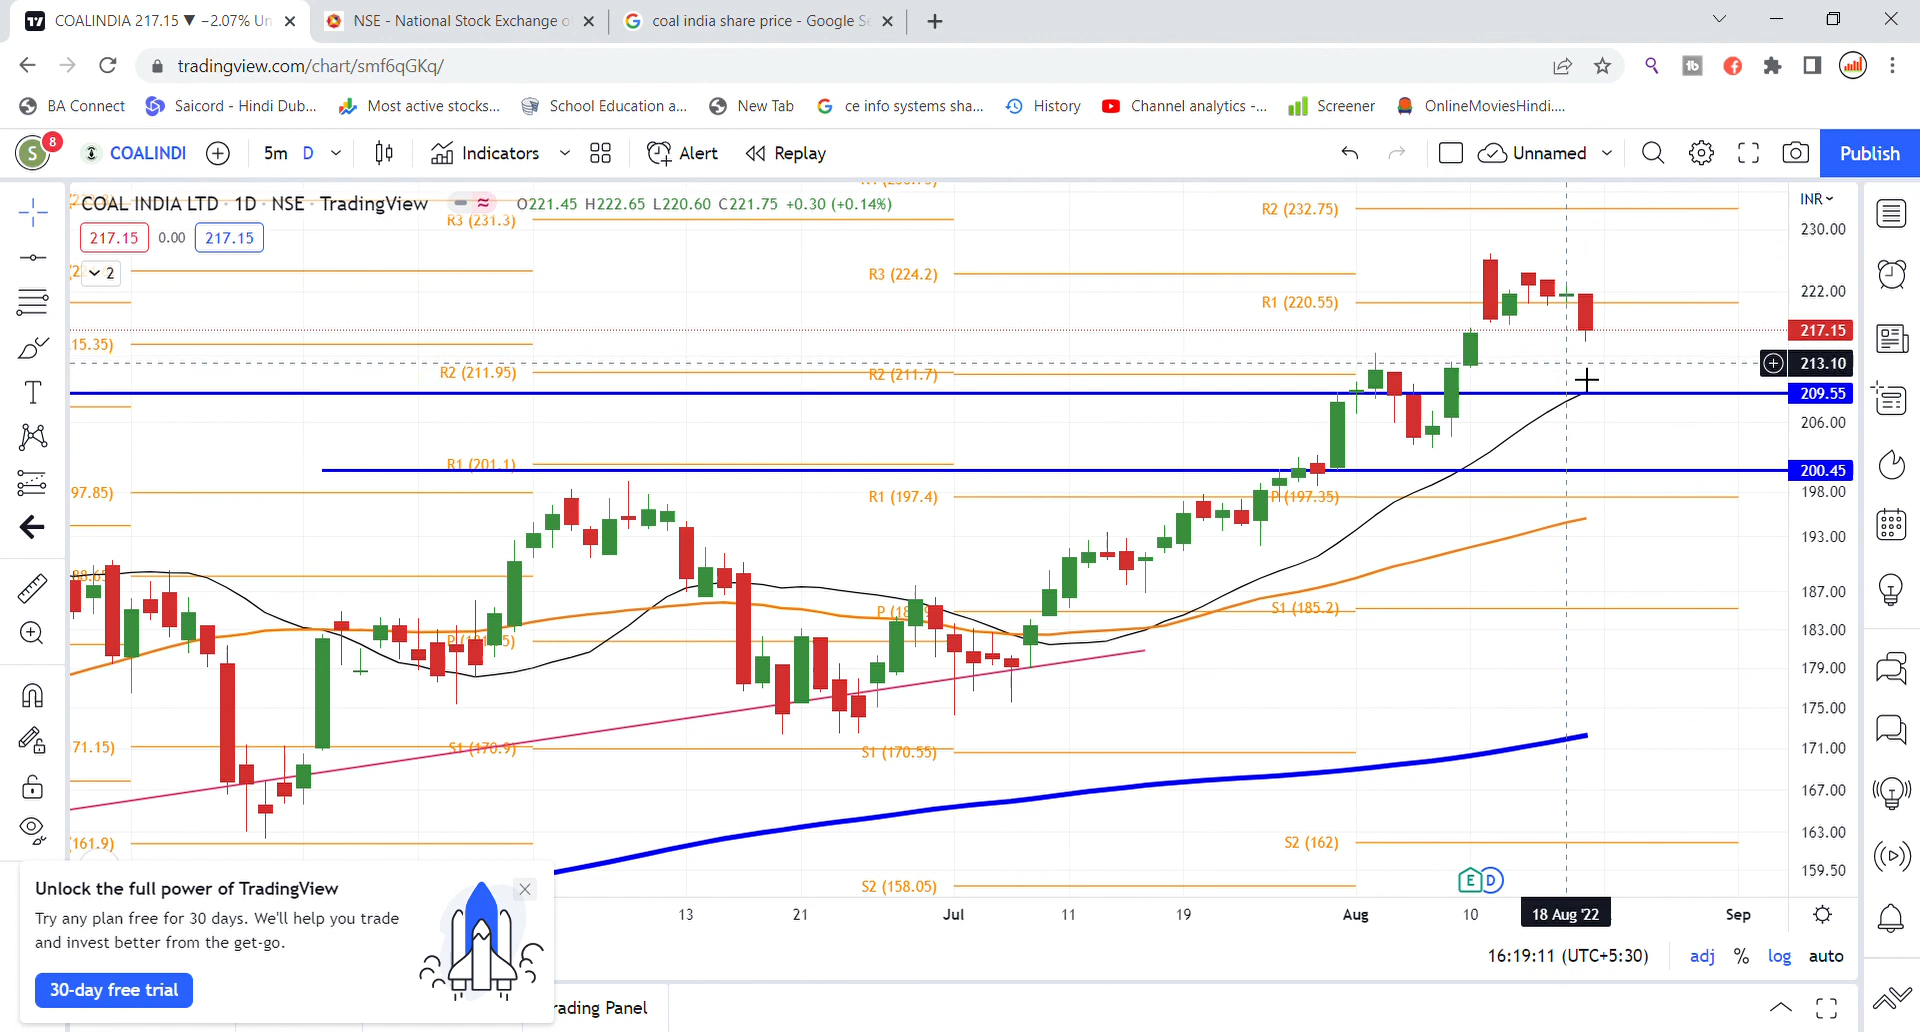 COALINDIA 217.15 ▼ −2.07% Un
NSE - National Stock Exchange o
coal india share price - Google Se
tradingview.com/chart/smf6qGKq/
BA Connect
Saicord - Hindi Dub...
Most active stocks...
School Education a...
New Tab
ce info systems sha...
History
Channel analytics -...
Screener
OnlineMoviesHindi....
S
8
COALINDI
5m
D
Indicators
Alert
Replay
Unnamed
Publish
COAL INDIA LTD · 1D · NSE · TradingView
O221.45 H222.65 L220.60 C221.75 +0.30 (+0.14%)
217.15
0.00
217.15
2
INR
R3 (231.3)
R2 (232.75)
230.00
R3 (224.2)
222.00
R1 (220.55)
217.15
15.35)
213.10
R2 (211.95)
R2 (211.7)
209.55
206.00
R1 (201.1)
200.45
97.85)
R1 (197.4)
P (197.35)
198.00
193.00
88.65
187.00
S1 (185.2)
183.00
179.00
175.00
71.15)
S1 (170.9)
S1 (170.55)
171.00
167.00
163.00
161.9)
S2 (162)
S2 (158.05)
159.50
E
D
13
21
Jul
11
19
Aug
10
18 Aug '22
Sep
16:19:11 (UTC+5:30)
adj
%
log
auto
Unlock the full power of TradingView
Try any plan free for 30 days. We'll help you trade
and invest better from the get-go.
30-day free trial
rading Panel